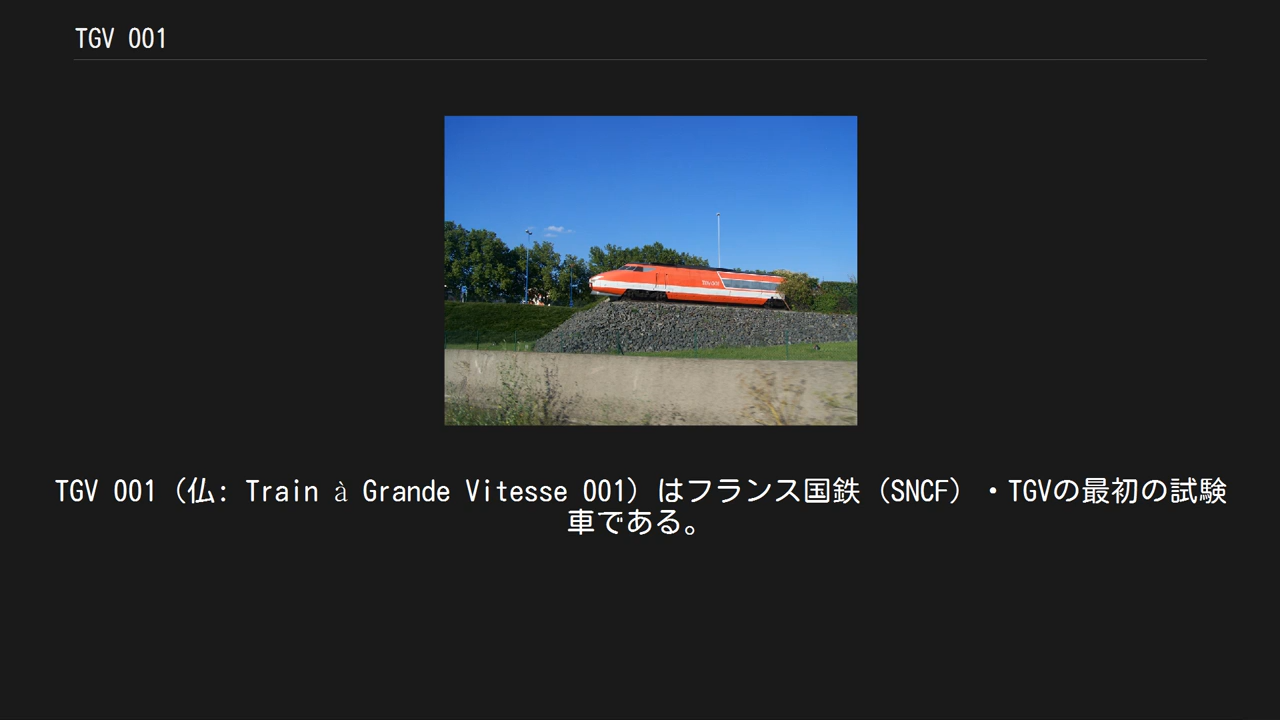 TGV 001
TGV 001（仏: Train à Grande Vitesse 001）はフランス国鉄（SNCF）・TGVの最初の試験
車である。